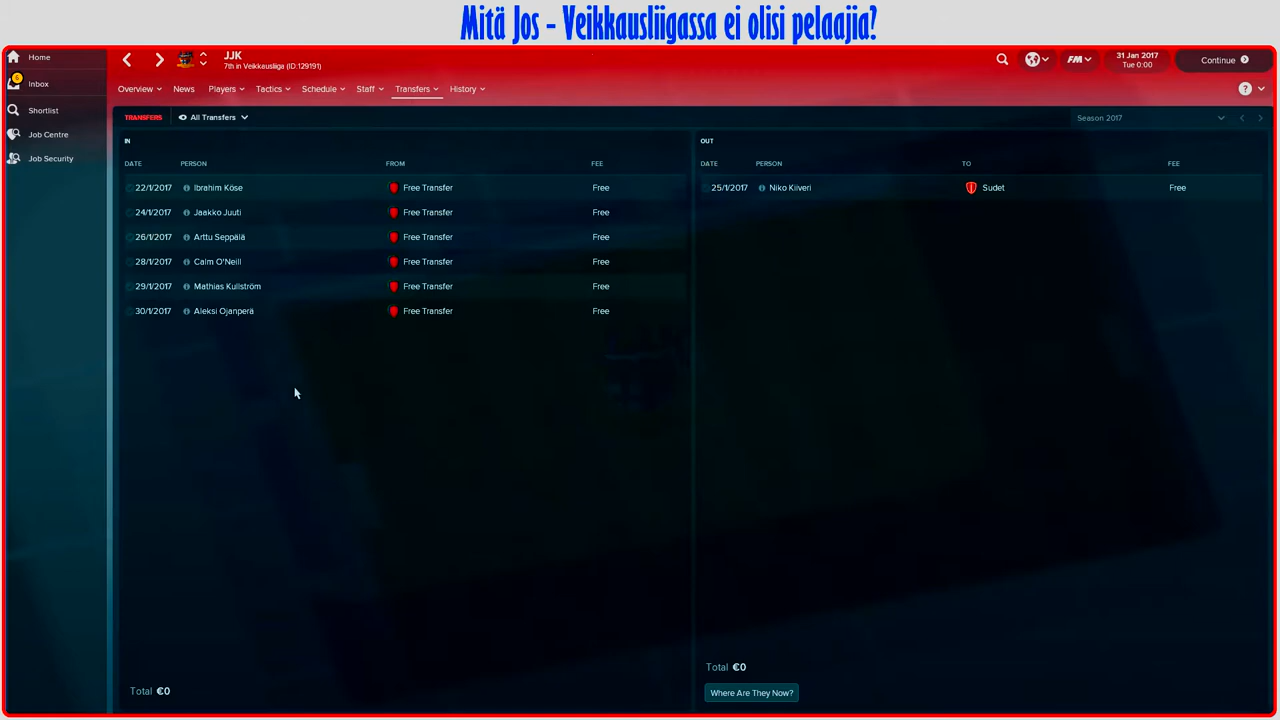 Mitä Jos - Veikkausliigassa ei olisi pelaajia?
Home
Inbox
6
Shortlist
Job Centre
Job Security
JJK
7th in Veikkausliiga (ID:129191)
FM
31 Jan 2017
Tue 0:00
Continue
Overview
News
Players
Tactics
Schedule
Staff
Transfers
History
?
TRANSFERS
All Transfers
Season 2017
IN
DATE PERSON FROM FEE
22/1/2017 Ibrahim Köse Free Transfer Free
24/1/2017 Jaakko Juuti Free Transfer Free
26/1/2017 Arttu Seppälä Free Transfer Free
28/1/2017 Calm O'Neill Free Transfer Free
29/1/2017 Mathias Kullström Free Transfer Free
30/1/2017 Aleksi Ojanperä Free Transfer Free
Total €0
OUT
DATE PERSON TO FEE
25/1/2017 Niko Kiiveri Sudet Free
Total €0
Where Are They Now?